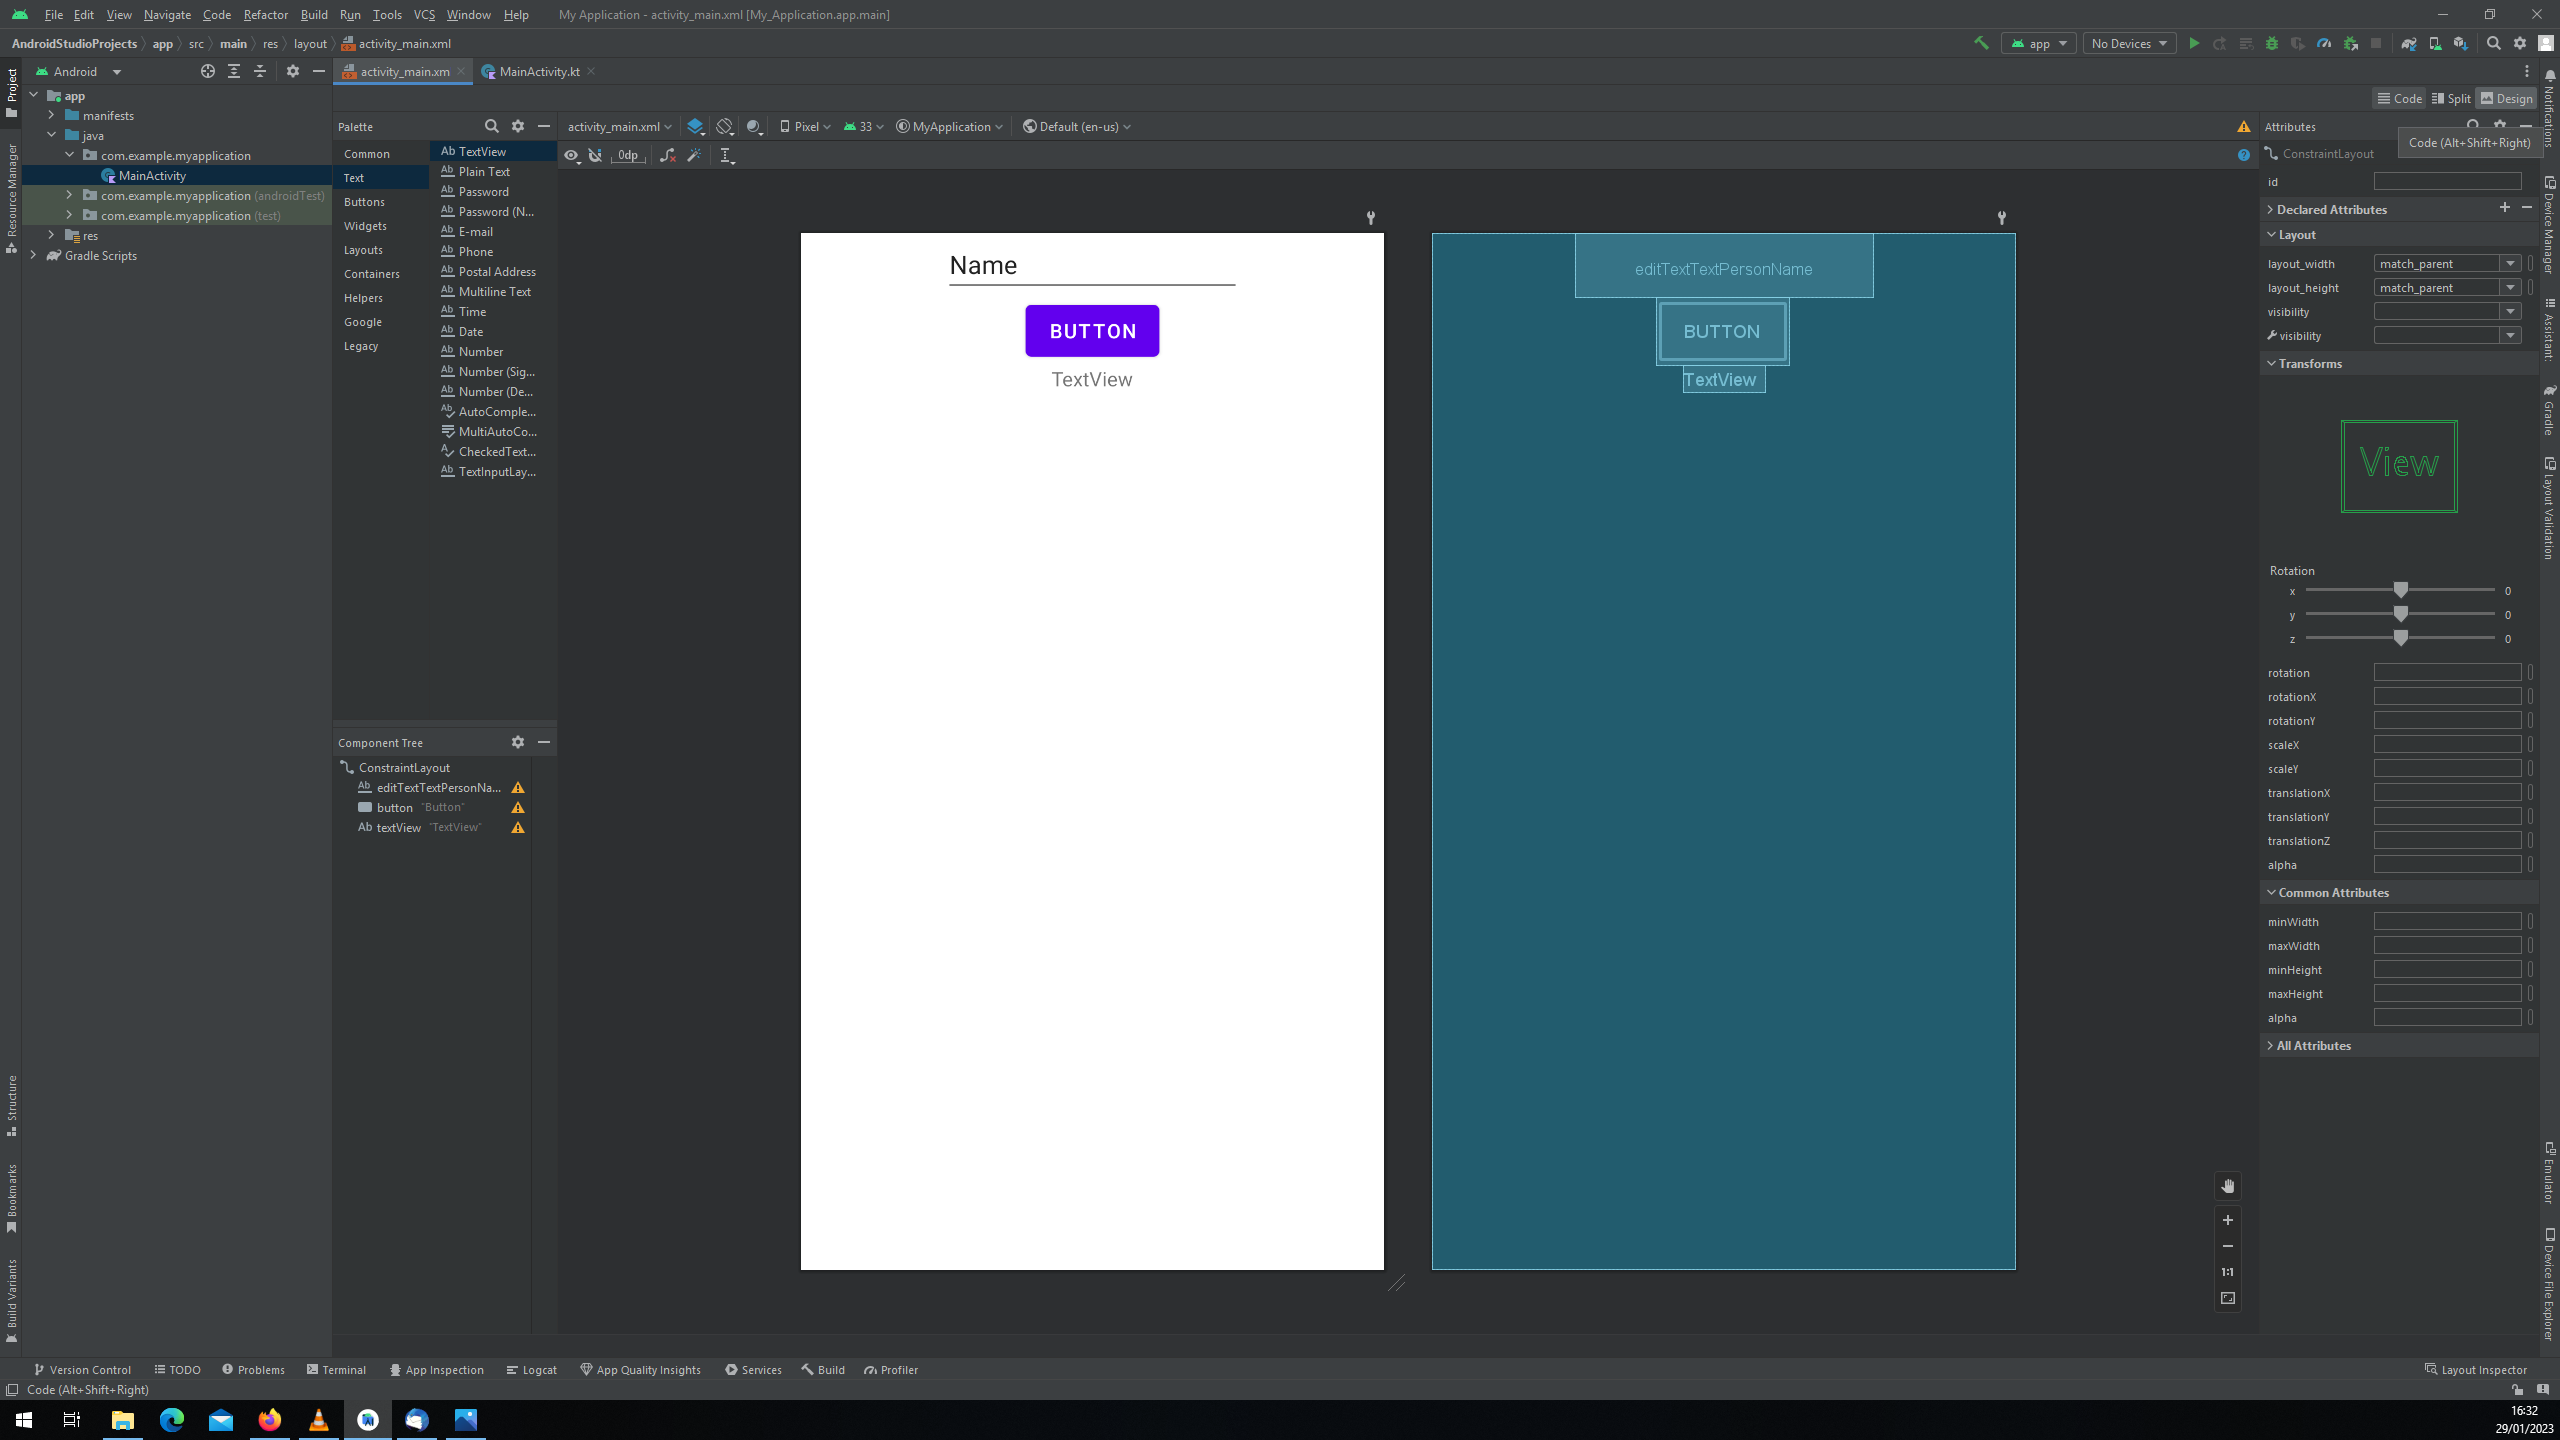 File Edit View Navigate Code Refactor Build Run Tools VCS Window Help My Application - activity_main.xml [My_Application.app.main]
AndroidStudioProjects app src main res layout activity_main.xml
app No Devices
Android
activity_main.xm MainActivity.kt
Code Split Design
Project
Resource Manager
Structure
Bookmarks
Build Variants
app
manifests
java
com.example.myapplication
MainActivity
com.example.myapplication (androidTest)
com.example.myapplication (test)
res
Gradle Scripts
Palette
Common
Text
Buttons
Widgets
Layouts
Containers
Helpers
Google
Legacy
Ab TextView
Ab Plain Text
Ab Password
Ab Password (N...
Ab E-mail
Ab Phone
Ab Postal Address
Ab Multiline Text
Ab Time
Ab Date
Ab Number
Ab Number (Sig...
Ab Number (De...
Ab AutoComple...
MultiAutoCo...
CheckedText...
Ab TextInputLay...
Component Tree
ConstraintLayout
Ab editTextTextPersonNa...
button "Button"
Ab textView "TextView"
activity_main.xml Pixel 33 MyApplication Default (en-us)
0dp
Name
BUTTON
TextView
editTextTextPersonName
BUTTON
TextView
1:1
Attributes
Code (Alt+Shift+Right)
ConstraintLayout
id
Declared Attributes
Layout
layout_width match_parent
layout_height match_parent
visibility
visibility
Transforms
View
Rotation
x 0
y 0
z 0
rotation
rotationX
rotationY
scaleX
scaleY
translationX
translationY
translationZ
alpha
Common Attributes
minWidth
maxWidth
minHeight
maxHeight
alpha
All Attributes
Notifications
Device Manager
Assistant:
Gradle
Layout Validation
Emulator
Device File Explorer
Version Control TODO Problems Terminal App Inspection Logcat App Quality Insights Services Build Profiler Layout Inspector
Code (Alt+Shift+Right)
16:32
29/01/2023